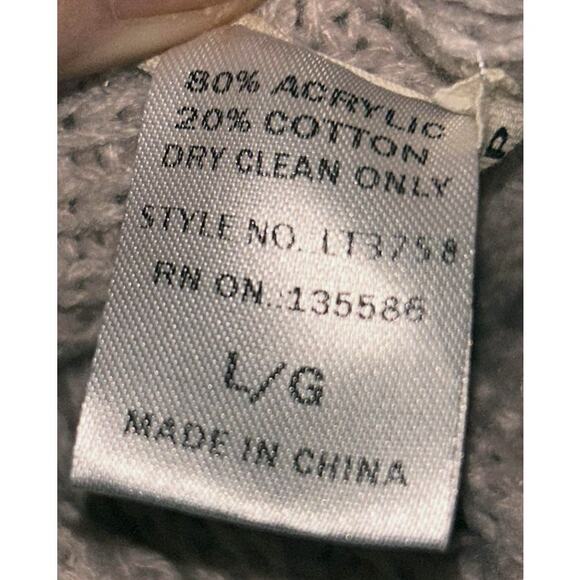 80% ACRYLIC
20% COTTON
DRY CLEAN ONLY
STYLE NO.:LT3758
RN ON.:135586
L/G
MADE IN CHINA